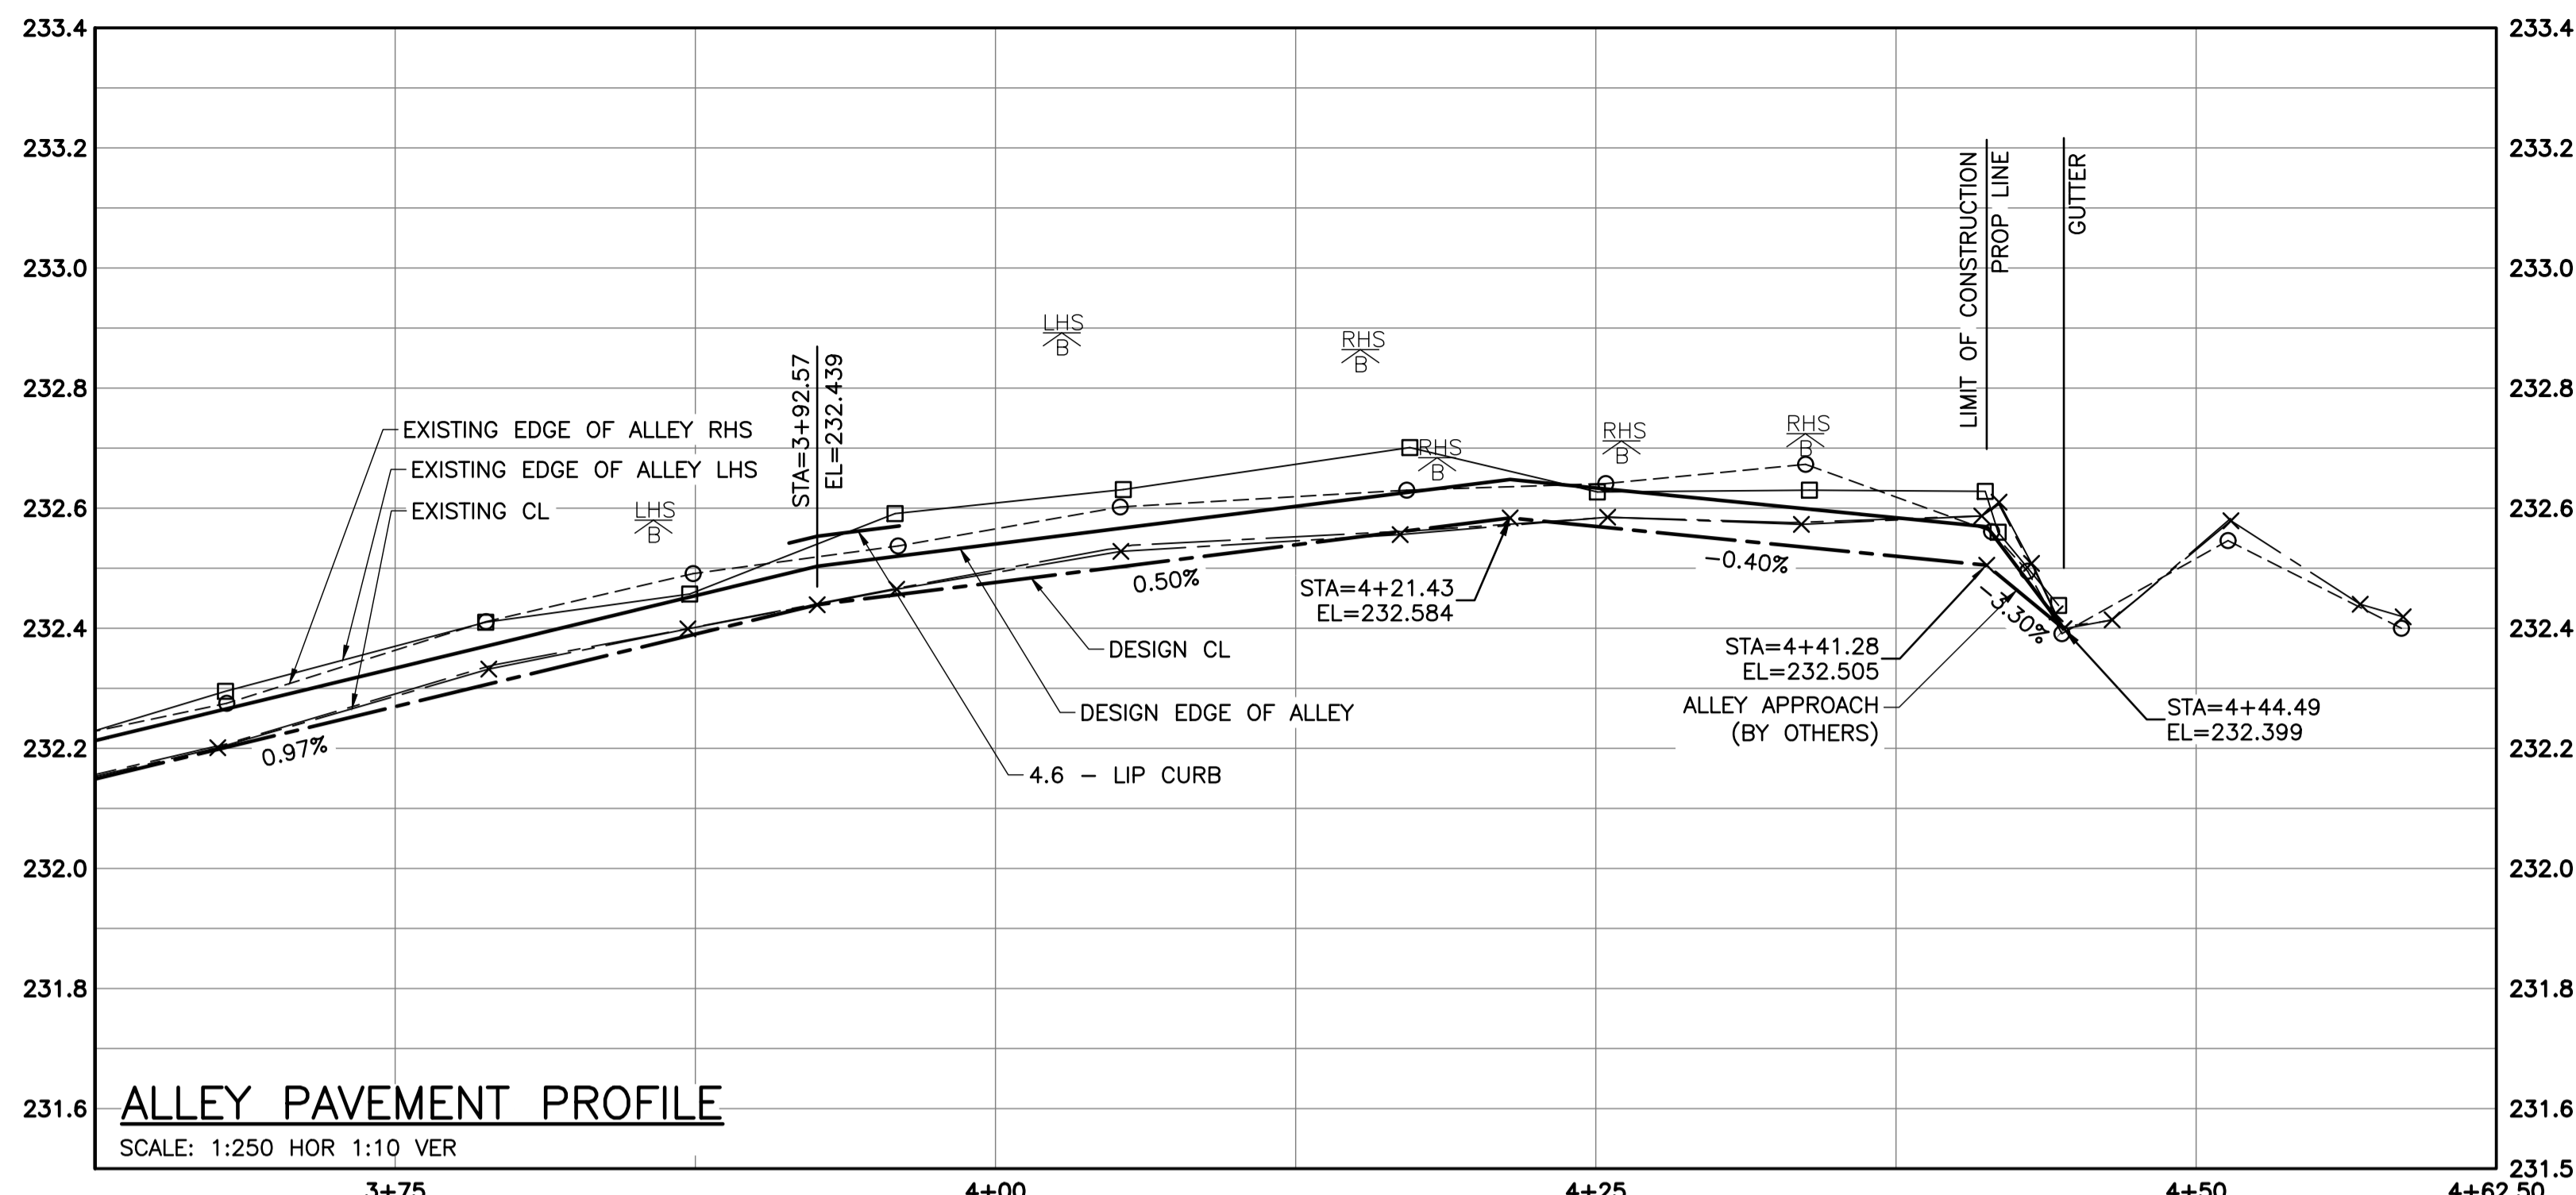 233.4
233.4
233.2
233.2
LIMIT OF CONSTRUCTION
PROP LINE
GUTTER
233.0
233.0
LHS
B
RHS
B
STA=3+92.57
EL=232.439
232.8
232.8
EXISTING EDGE OF ALLEY RHS
RHS
B
RHS
B
RHS
B
EXISTING EDGE OF ALLEY LHS
EXISTING CL
LHS
B
232.6
232.6
0.50%
-0.40%
STA=4+21.43
EL=232.584
-3.30%
232.4
232.4
DESIGN CL
STA=4+41.28
EL=232.505
DESIGN EDGE OF ALLEY
ALLEY APPROACH
(BY OTHERS)
STA=4+44.49
EL=232.399
232.2
232.2
0.97%
4.6 - LIP CURB
232.0
232.0
231.8
231.8
231.6
231.6
ALLEY PAVEMENT PROFILE
SCALE: 1:250 HOR 1:10 VER
231.5
3+75
4+00
4+25
4+50
4+62.50